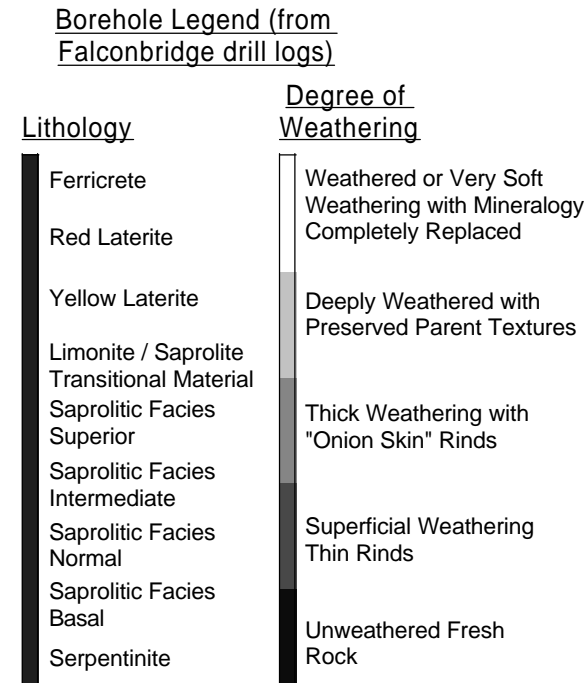 Borehole Legend (from
Falconbridge drill logs)
Lithology
Ferricrete
Red Laterite
Yellow Laterite
Limonite / Saprolite
Transitional Material
Saprolitic Facies
Superior
Saprolitic Facies
Intermediate
Saprolitic Facies
Normal
Saprolitic Facies
Basal
Serpentinite
Degree of
Weathering
Weathered or Very Soft
Weathering with Mineralogy
Completely Replaced
Deeply Weathered with
Preserved Parent Textures
Thick Weathering with
"Onion Skin" Rinds
Superficial Weathering
Thin Rinds
Unweathered Fresh
Rock